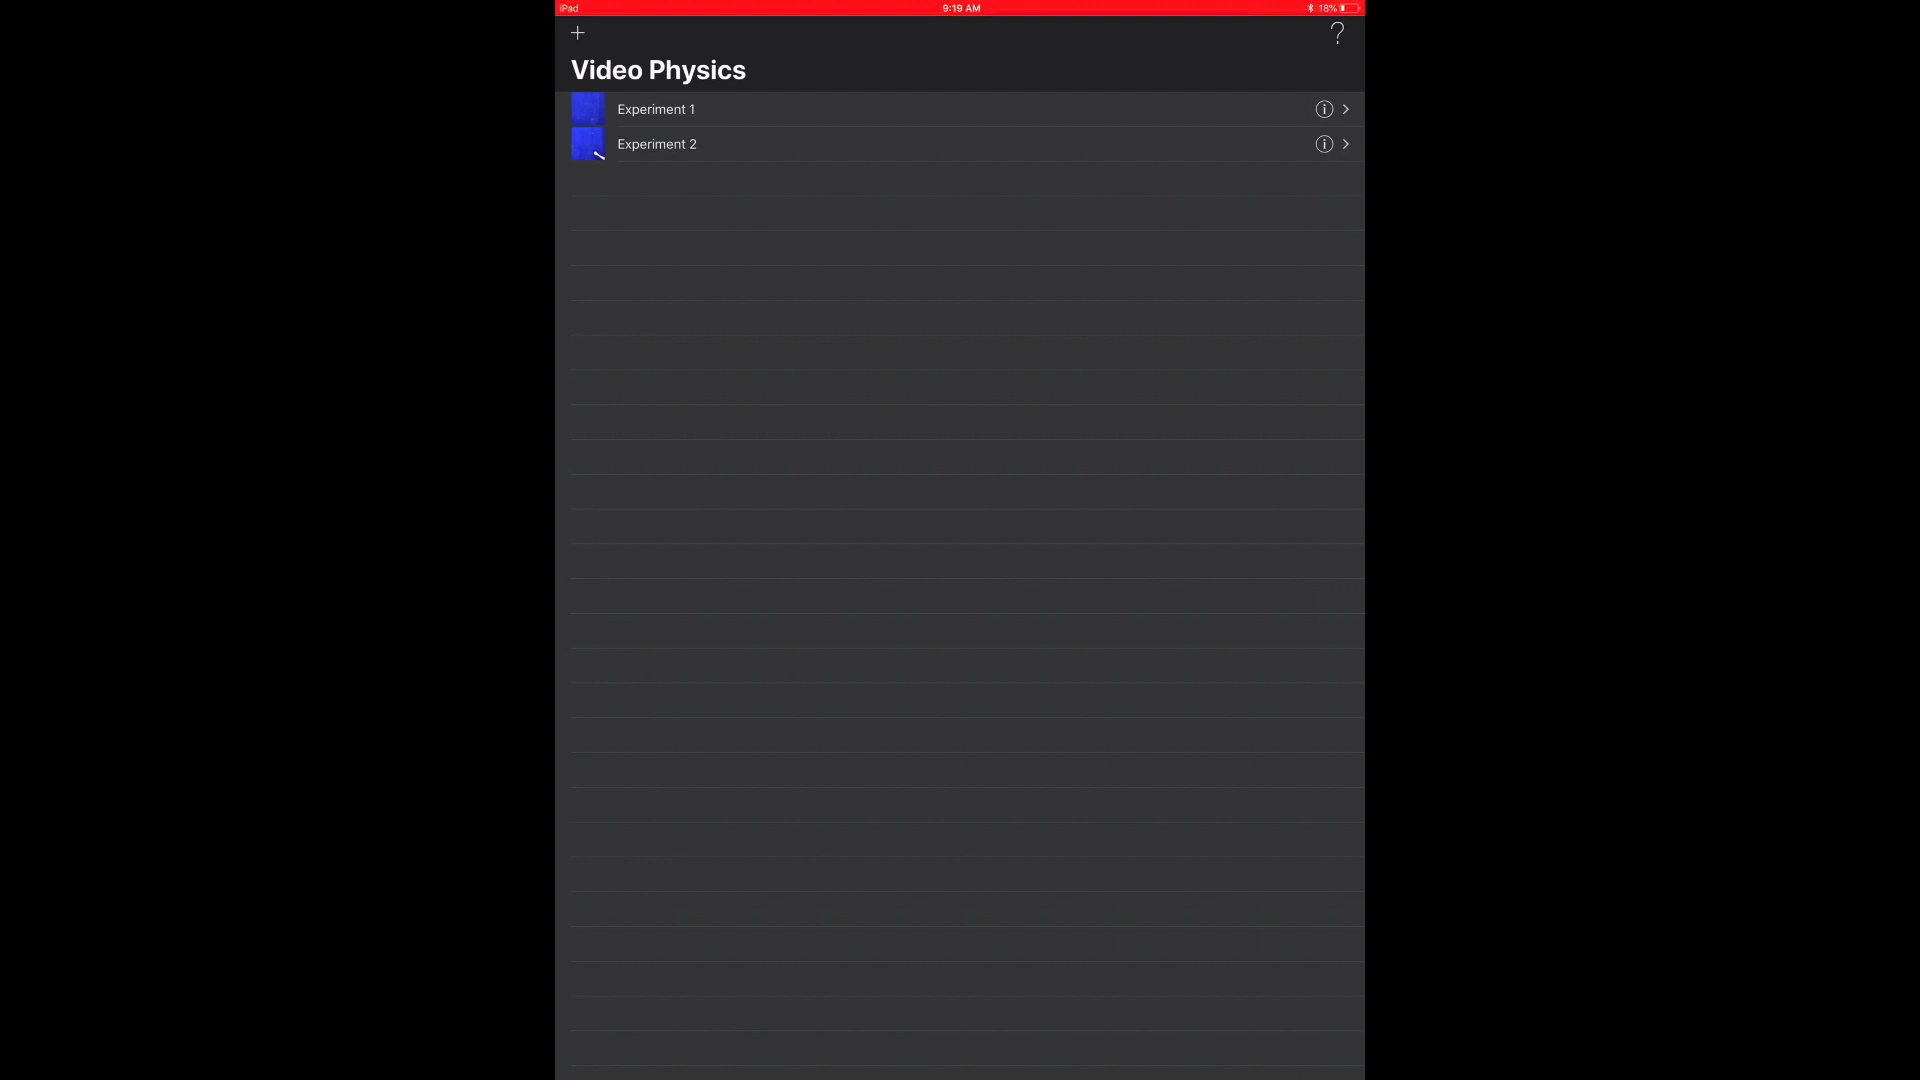 iPad 9:19 AM 18%
+ ?
Video Physics
Experiment 1
Experiment 2